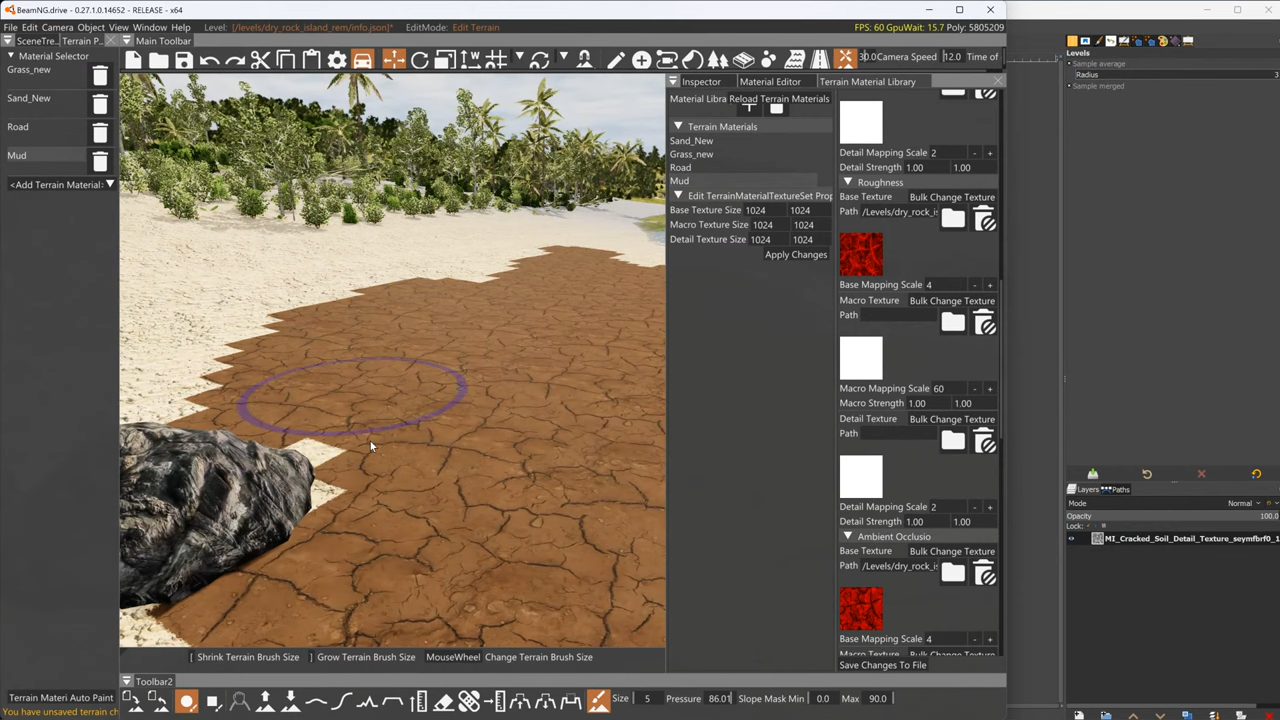 BeamNG.drive - 0.27.1.0.14652 - RELEASE - x64
File Edit Camera Object View Window Help Level: [/levels/dry_rock_island_rem/info.json]* EditMode: Edit Terrain FPS: 60 GpuWait: 15.7 Poly: 5805209
SceneTre... Terrain P... Main Toolbar
Material Selector
Grass_new
Sand_New
Road
Mud
<Add Terrain Material>
30.0 Camera Speed 12.0 Time of
Inspector Material Editor Terrain Material Library
Material Libra Reload Terrain Materials
Terrain Materials
Sand_New
Grass_new
Road
Mud
Edit TerrainMaterialTextureSet Prop
Base Texture Size 1024 1024
Macro Texture Size 1024 1024
Detail Texture Size 1024 1024
Apply Changes
Detail Mapping Scale 2 - +
Detail Strength 1.00 1.00
Roughness
Base Texture Bulk Change Texture
Path /Levels/dry_rock_is
Base Mapping Scale 4 - +
Macro Texture Bulk Change Texture
Path
Macro Mapping Scale 60 - +
Macro Strength 1.00 1.00
Detail Texture Bulk Change Texture
Path
Detail Mapping Scale 2 - +
Detail Strength 1.00 1.00
Ambient Occlusio
Base Texture Bulk Change Texture
Path /Levels/dry_rock_is
Base Mapping Scale 4 - +
Save Changes To File
[ Shrink Terrain Brush Size ] Grow Terrain Brush Size MouseWheel Change Terrain Brush Size
Toolbar2
Terrain Materi Auto Paint
You have unsaved terrain ch
Size 5 Pressure 86.01 Slope Mask Min 0.0 Max 90.0
Levels
Sample average
Radius 3
Sample merged
Layers Paths
Mode Normal
Opacity 100.0
Lock:
MI_Cracked_Soil_Detail_Texture_seymfbrf0_1